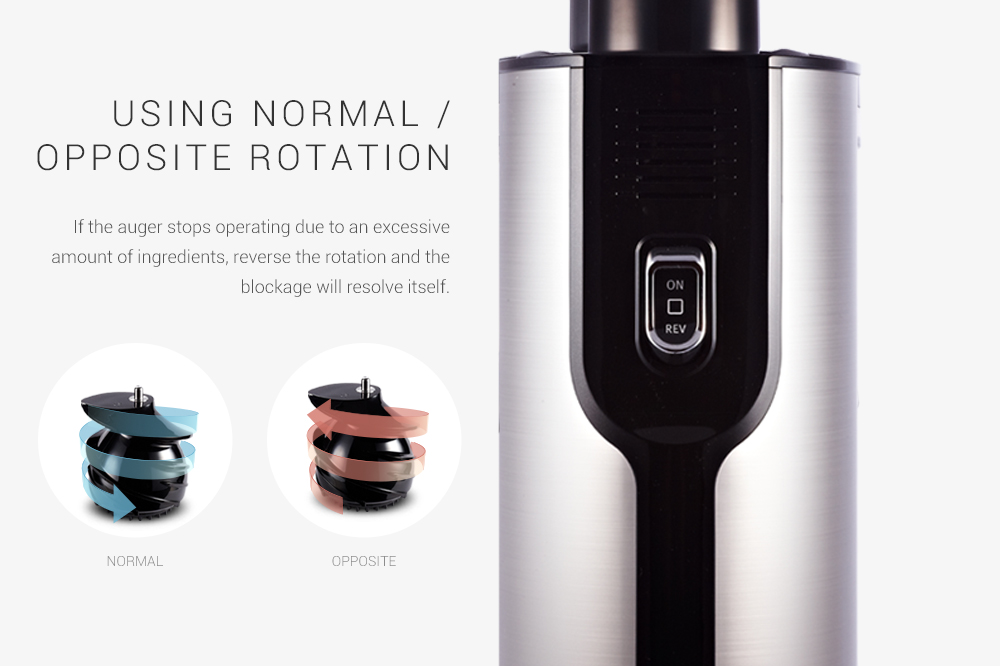 USING NORMAL /
OPPOSITE ROTATION
If the auger stops operating due to an excessive
amount of ingredients, reverse the rotation and the
blockage will resolve itself.
NORMAL
OPPOSITE
ON
REV